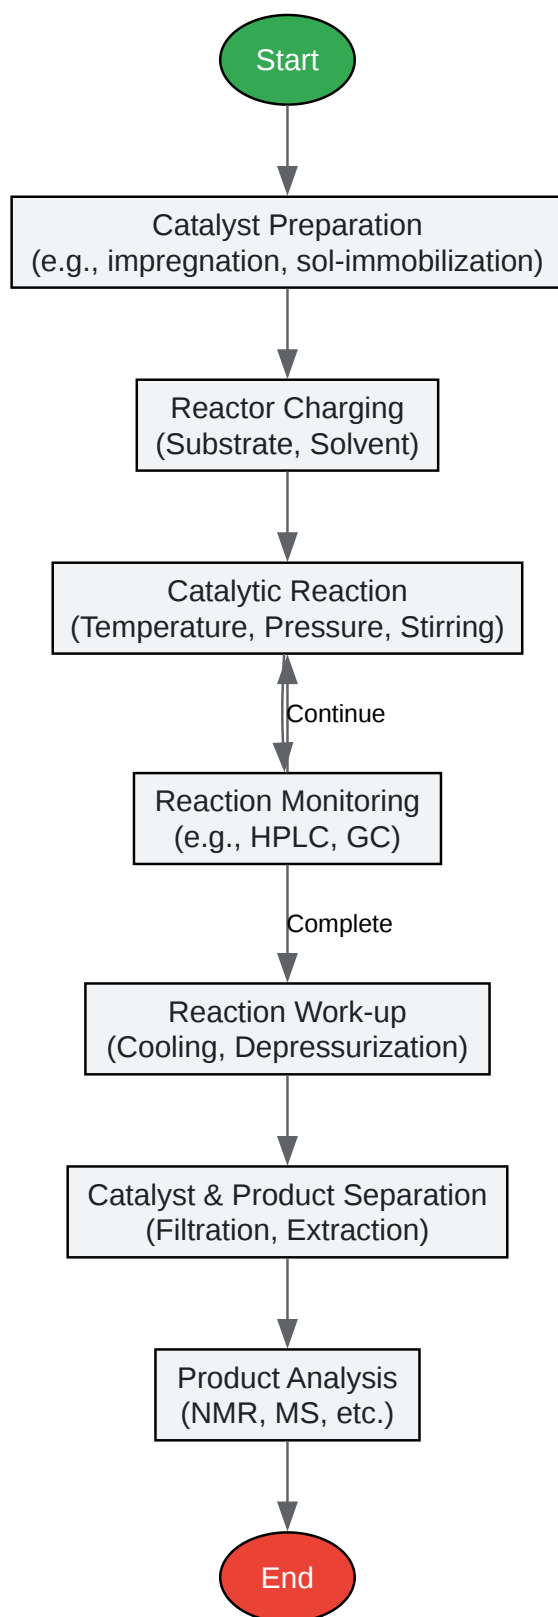 Start
Catalyst Preparation
(e.g., impregnation, sol-immobilization)
Reactor Charging
(Substrate, Solvent)
Catalytic Reaction
(Temperature, Pressure, Stirring)
Continue
Reaction Monitoring
(e.g., HPLC, GC)
Complete
Reaction Work-up
(Cooling, Depressurization)
Catalyst & Product Separation
(Filtration, Extraction)
Product Analysis
(NMR, MS, etc.)
End